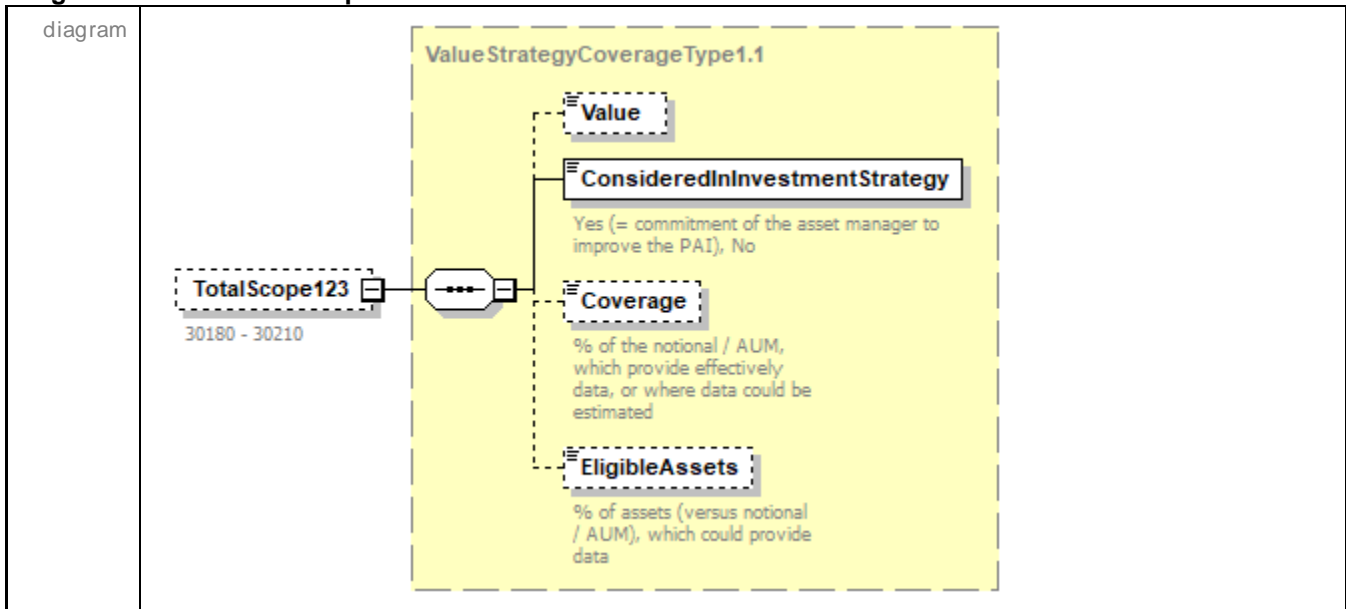 diagram
ValueStrategyCoverageType1.1
Value
ConsideredInInvestmentStrategy
Yes (= commitment of the asset manager to
improve the PAI), No
TotalScope123
30180 - 30210
Coverage
% of the notional / AUM,
which provide effectively
data, or where data could be
estimated
EligibleAssets
% of assets (versus notional
/ AUM), which could provide
data